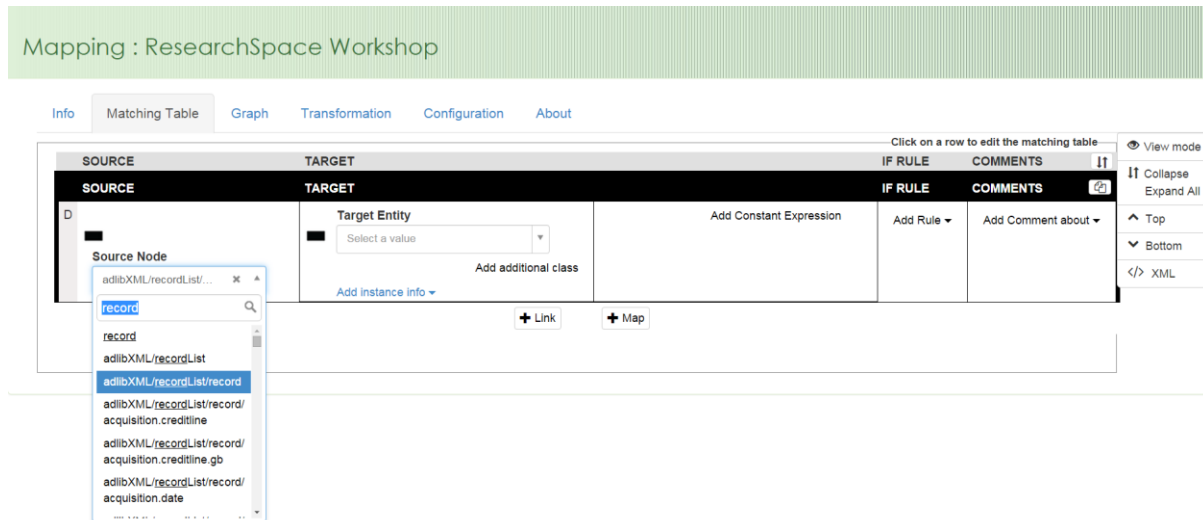 Mapping : ResearchSpace Workshop
Info Matching Table Graph Transformation Configuration About
Click on a row to edit the matching table
SOURCE TARGET IF RULE COMMENTS
SOURCE TARGET IF RULE COMMENTS
D
Source Node
adlibXML/recordList/...
record
record
adlibXML/recordList
adlibXML/recordList/record
adlibXML/recordList/record/
acquisition.creditline
adlibXML/recordList/record/
acquisition.creditline.gb
adlibXML/recordList/record/
acquisition.date
Target Entity
Select a value
Add additional class
Add instance info
Add Constant Expression
Add Rule
Add Comment about
+ Link + Map
View mode
Collapse
Expand All
Top
Bottom
</> XML